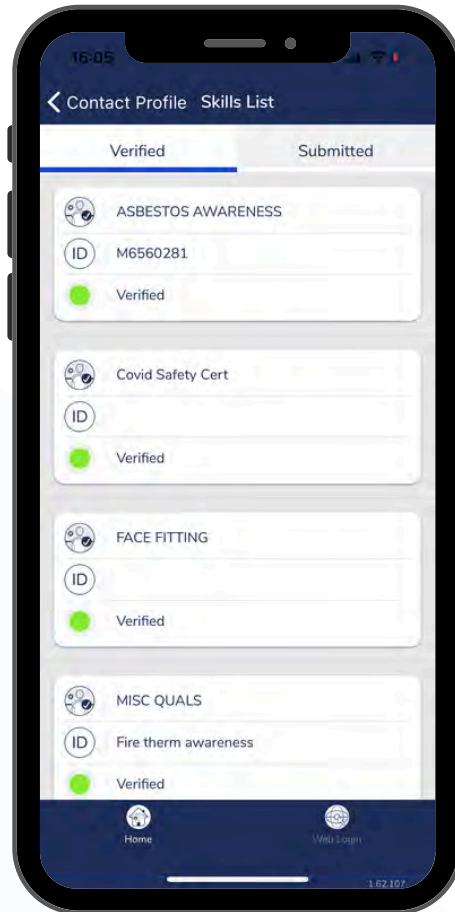 16:05
Contact Profile Skills List
Verified Submitted
ASBESTOS AWARENESS
ID M6560281
Verified
Covid Safety Cert
ID
Verified
FACE FITTING
ID
Verified
MISC QUALS
ID Fire therm awareness
Verified
Home Web Login
1.62.107